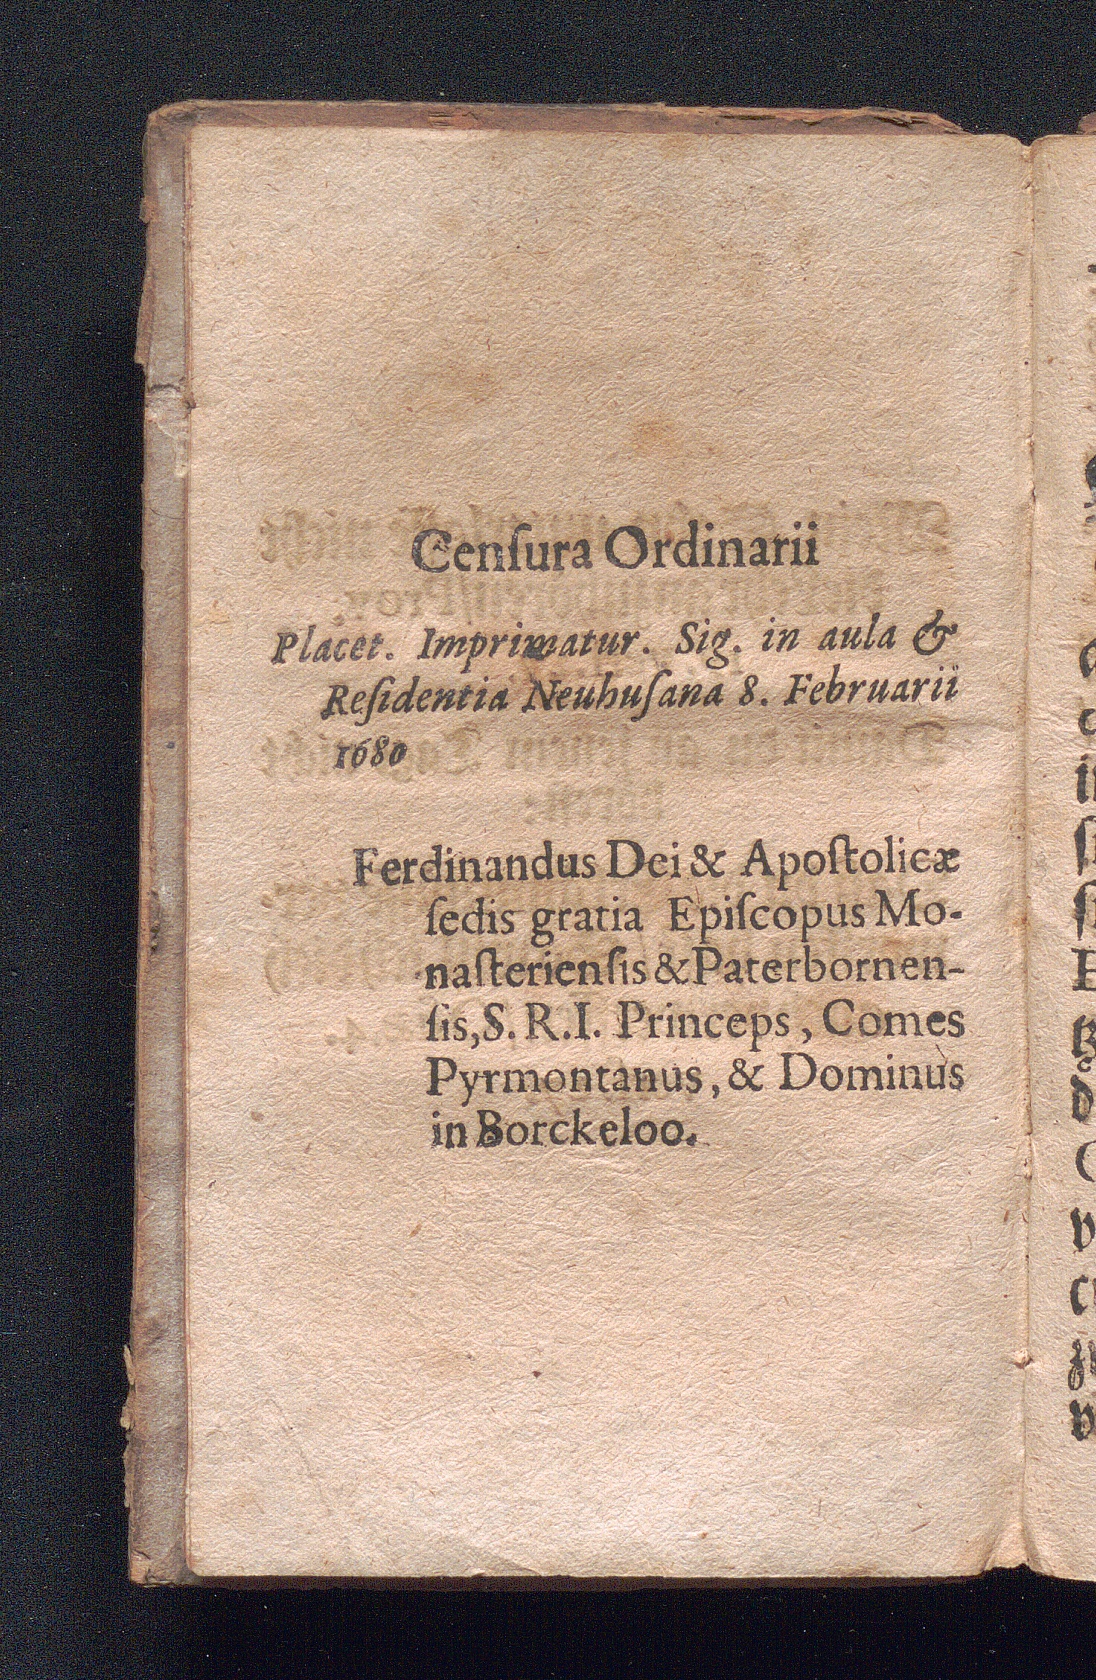 Cenſura Ordinarii
Placet. Imprimatur. Sig. in aula &
Reſidentia Neuhuſana 8. Februarii
1680
Ferdinandus Dei & Apoſtolicæ
ſedis gratia Epiſcopus Mo-
naſterienſis & Paterbornen-
ſis, S. R. I. Princeps, Comes
Pyrmontanus, & Dominus
in Borckeloo.